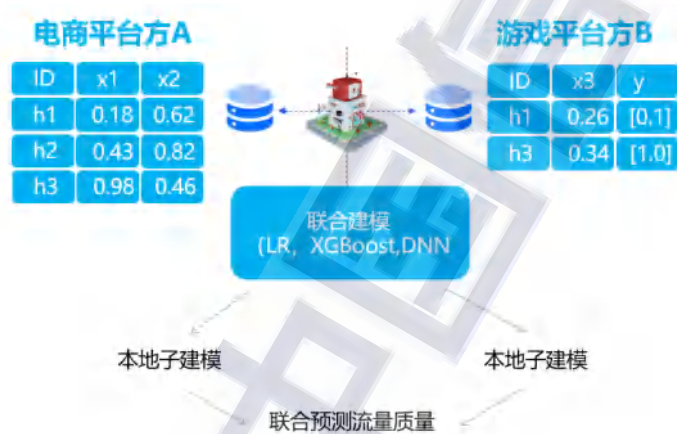 电商平台方A
ID x1 x2
h1 0.18 0.62
h2 0.43 0.82
h3 0.98 0.46
游戏平台方B
ID x3 y
h1 0.26 [0.1]
h3 0.34 [1.0]
联合建模
(LR，XGBoost,DNN
本地子建模
本地子建模
联合预测流量质量